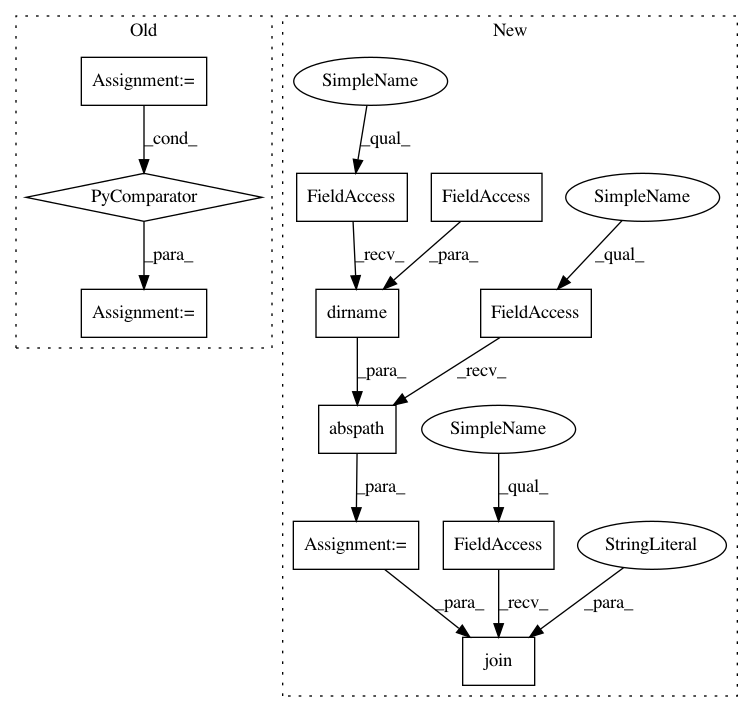 Old
New
Assignment:=
SimpleName
_cond_
_qual_
PyComparator
FieldAccess
FieldAccess
SimpleName
_para_
_recv_
_para_
_qual_
Assignment:=
dirname
FieldAccess
_para_
_recv_
abspath
SimpleName
_para_
_qual_
Assignment:=
FieldAccess
StringLiteral
_para_
_recv_
_para_
join